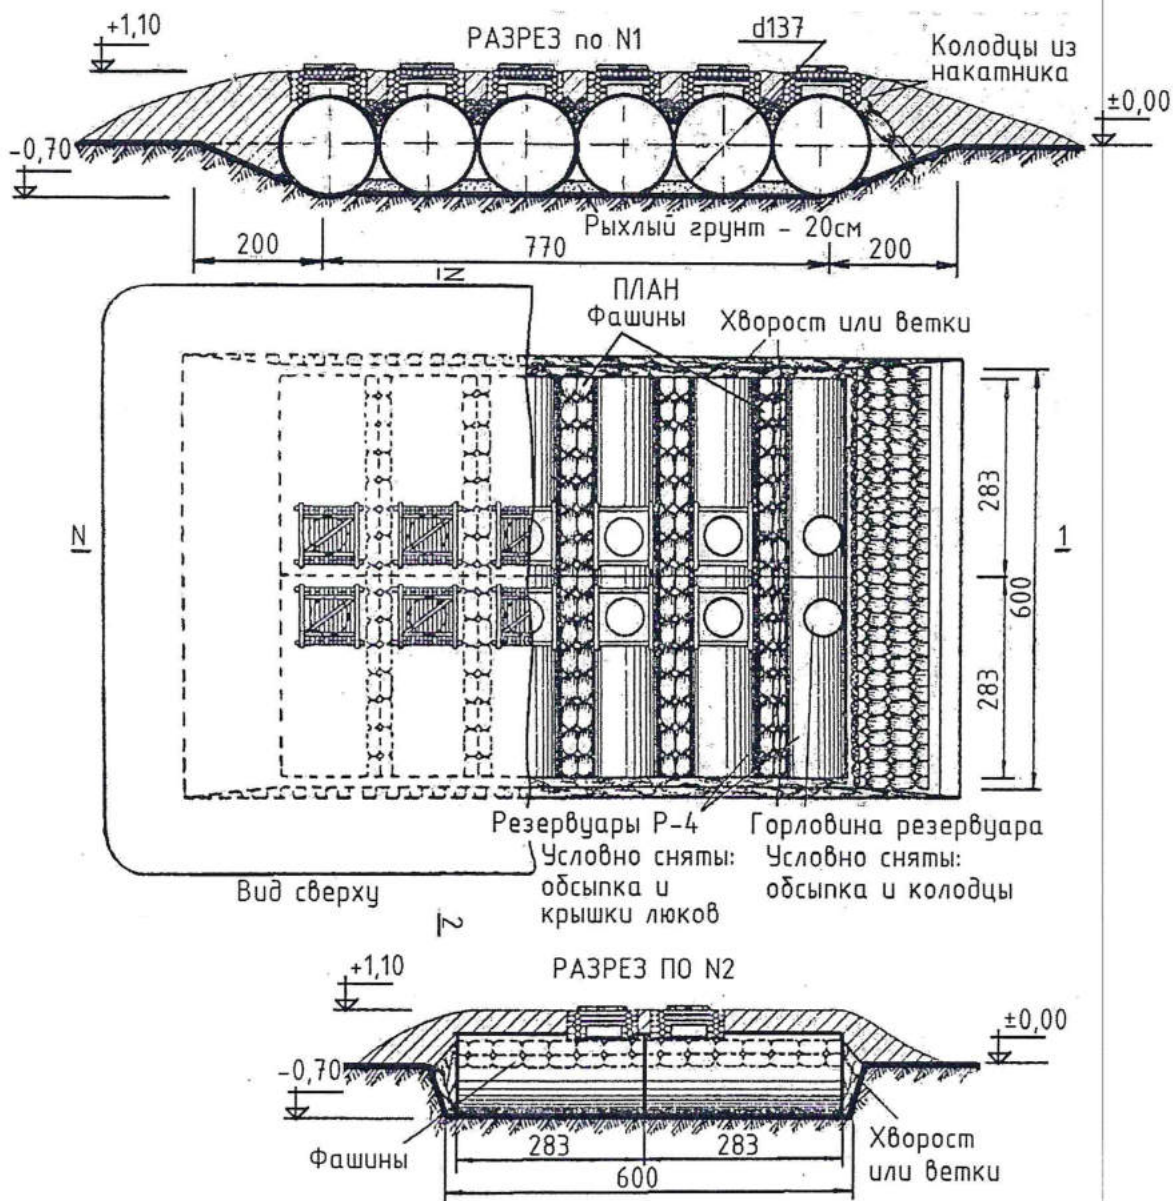 +1,10
РАЗРЕЗ по N1
d137
Колодцы из
накатника
±0,00
-0,70
Рыхлый грунт - 20см
200
770
200
N
ПЛАН
Фашины
Хворост или ветки
N
1
283
600
283
Резервуары Р-4
Условно сняты:
обсыпка и
крышки люков
Горловина резервуара
Условно сняты:
обсыпка и колодцы
Вид сверху
2
РАЗРЕЗ ПО N2
+1,10
±0,00
-0,70
Фашины
283
283
600
Хворост
или ветки